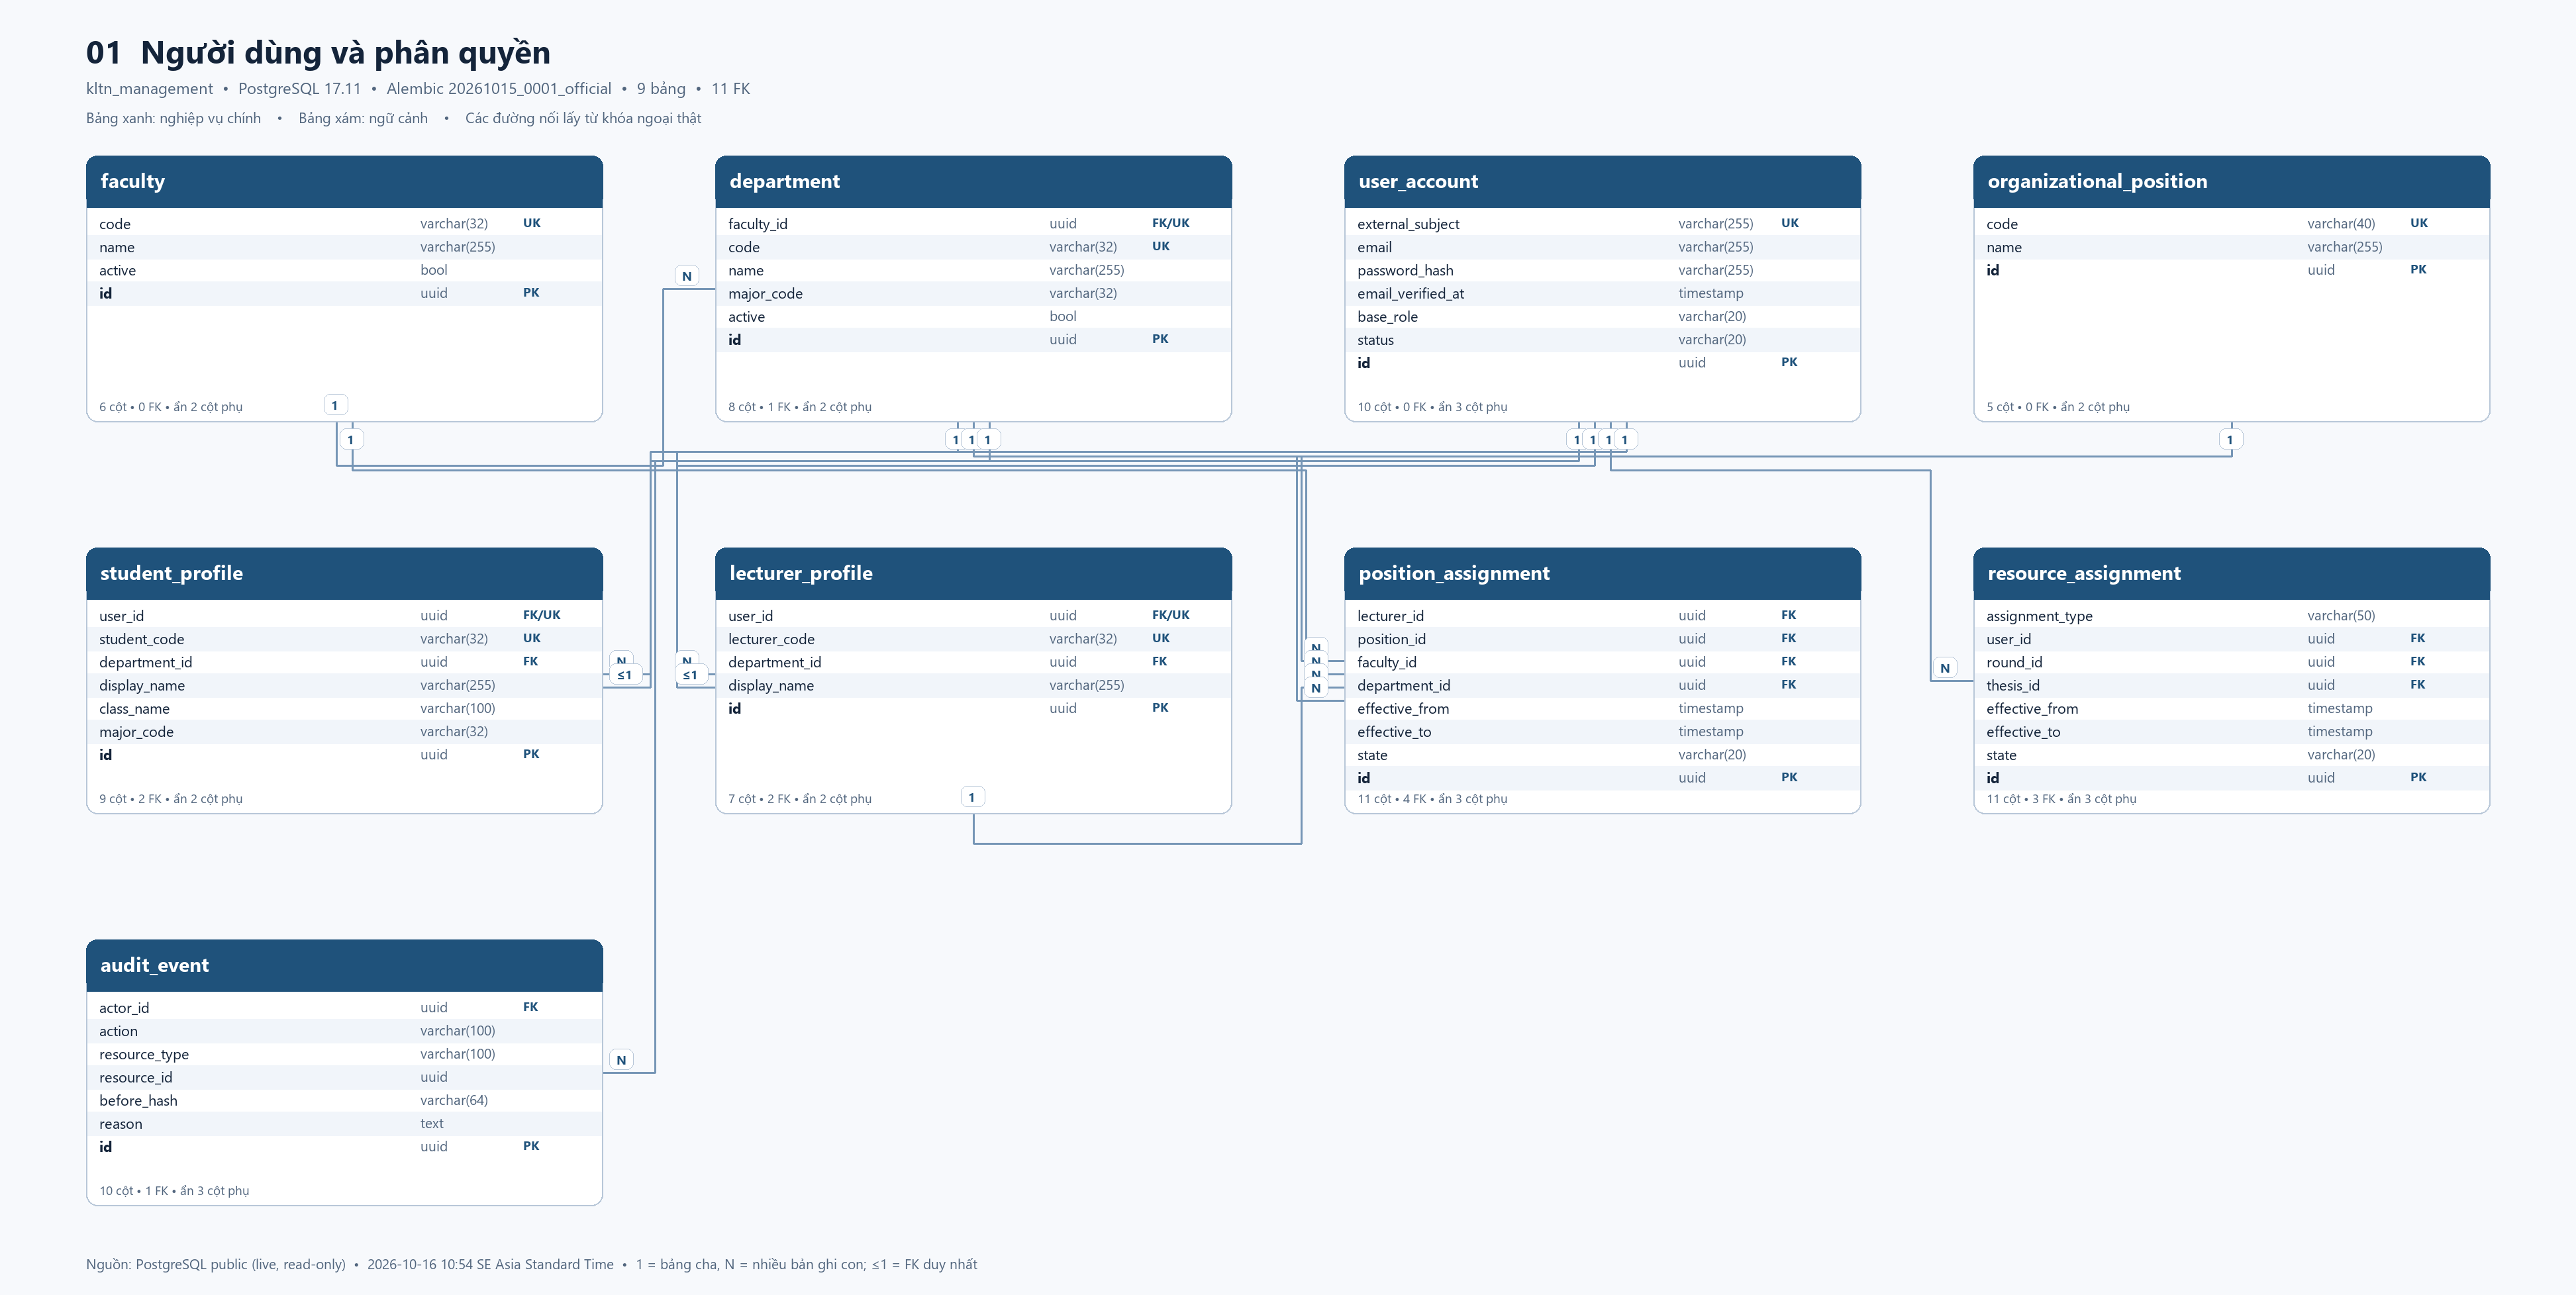 01 Người dùng và phân quyền
kltn_management • PostgreSQL 17.11 • Alembic 20261015_0001_official • 9 bảng • 11 FK
Bảng xanh: nghiệp vụ chính • Bảng xám: ngữ cảnh • Các đường nối lấy từ khóa ngoại thật
faculty
code varchar(32) UK
name varchar(255)
active bool
id uuid PK
6 cột • 0 FK • ẩn 2 cột phụ
1
1
department
faculty_id uuid FK/UK
code varchar(32) UK
name varchar(255)
major_code varchar(32)
active bool
id uuid PK
8 cột • 1 FK • ẩn 2 cột phụ
N
1 1 1
user_account
external_subject varchar(255) UK
email varchar(255)
password_hash varchar(255)
email_verified_at timestamp
base_role varchar(20)
status varchar(20)
id uuid PK
10 cột • 0 FK • ẩn 3 cột phụ
1 1 1 1
organizational_position
code varchar(40) UK
name varchar(255)
id uuid PK
5 cột • 0 FK • ẩn 2 cột phụ
1
student_profile
user_id uuid FK/UK
student_code varchar(32) UK
department_id uuid FK
display_name varchar(255)
class_name varchar(100)
major_code varchar(32)
id uuid PK
9 cột • 2 FK • ẩn 2 cột phụ
N
≤1
lecturer_profile
user_id uuid FK/UK
lecturer_code varchar(32) UK
department_id uuid FK
display_name varchar(255)
id uuid PK
7 cột • 2 FK • ẩn 2 cột phụ
N
≤1
1
position_assignment
lecturer_id uuid FK
position_id uuid FK
faculty_id uuid FK
department_id uuid FK
effective_from timestamp
effective_to timestamp
state varchar(20)
id uuid PK
11 cột • 4 FK • ẩn 3 cột phụ
N
N
N
N
resource_assignment
assignment_type varchar(50)
user_id uuid FK
round_id uuid FK
thesis_id uuid FK
effective_from timestamp
effective_to timestamp
state varchar(20)
id uuid PK
11 cột • 3 FK • ẩn 3 cột phụ
N
audit_event
actor_id uuid FK
action varchar(100)
resource_type varchar(100)
resource_id uuid
before_hash varchar(64)
reason text
id uuid PK
10 cột • 1 FK • ẩn 3 cột phụ
N
Nguồn: PostgreSQL public (live, read-only) • 2026-10-16 10:54 SE Asia Standard Time • 1 = bảng cha, N = nhiều bản ghi con; ≤1 = FK duy nhất